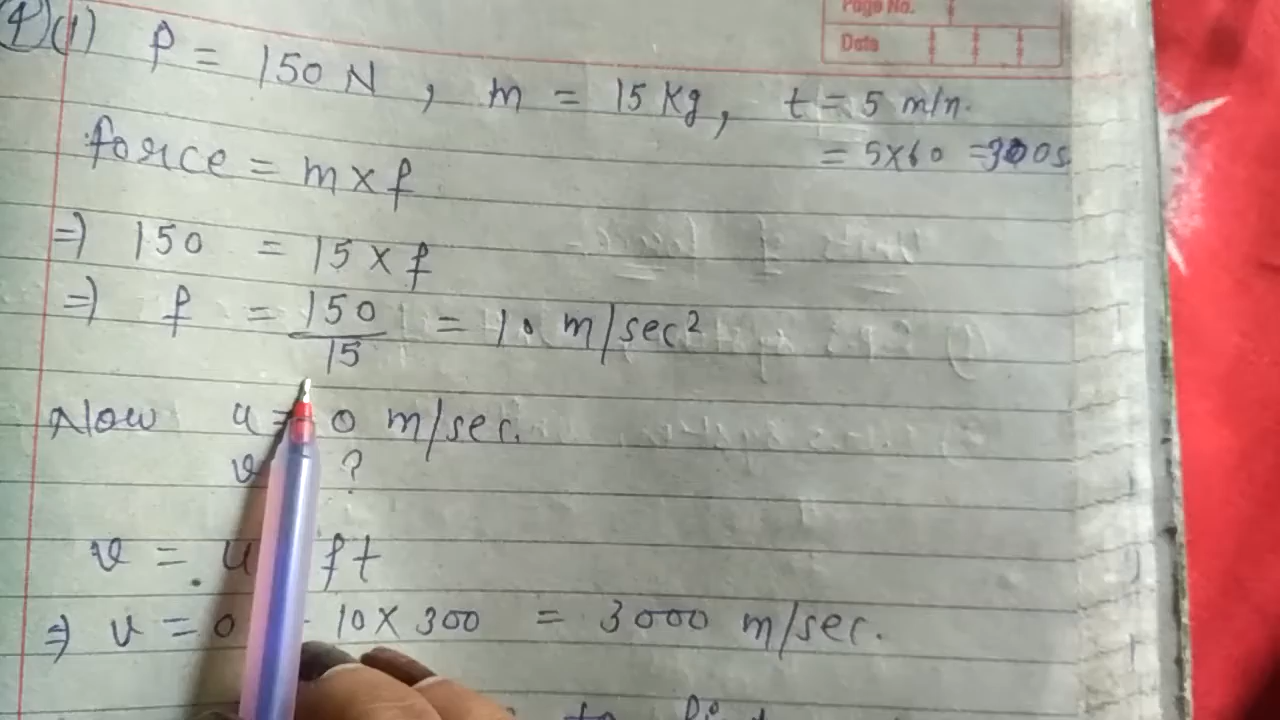 Page No.
Date
4 (1) P = 150 N, m = 15 Kg, t = 5 min.
= 5x60 = 300s
force = m x f
⇒ 150 = 15 x f
⇒ f = 150/15 = 10 m/sec²
Now u = 0 m/sec.
v ?
v = u ft
⇒ v = 0 10 x 300 = 3000 m/sec.
to